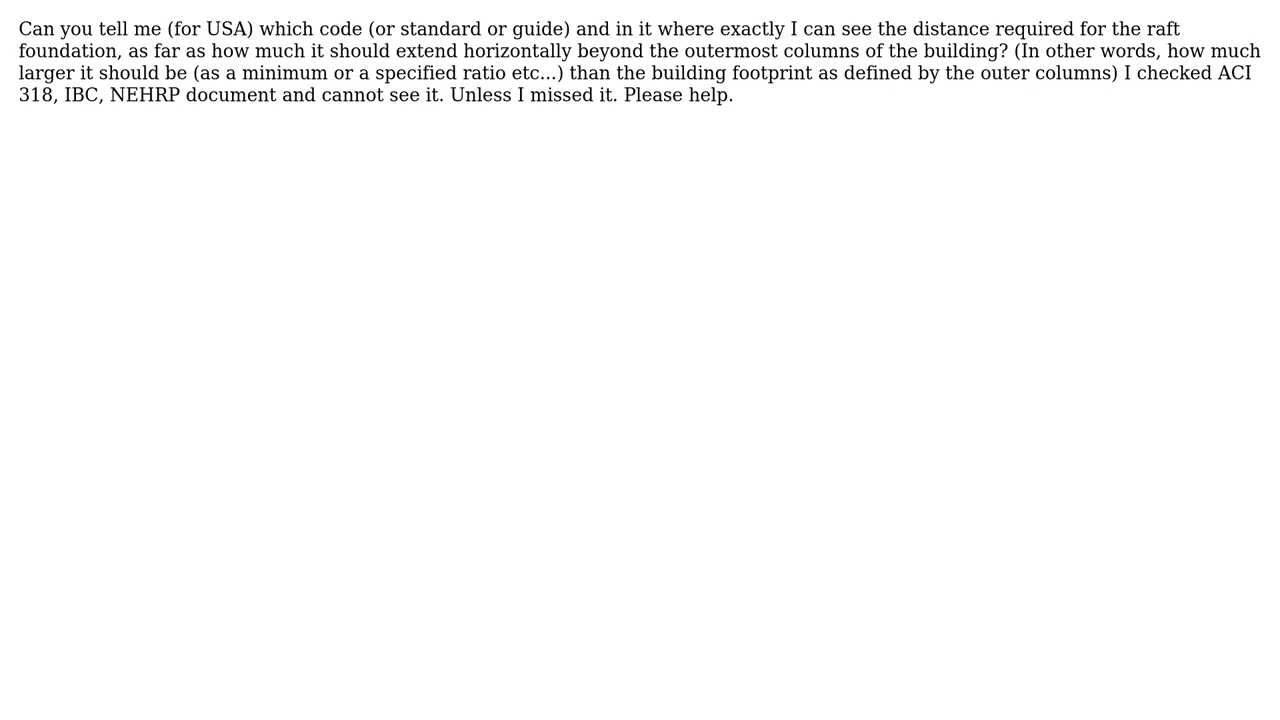 Can you tell me (for USA) which code (or standard or guide) and in it where exactly I can see the distance required for the raft
foundation, as far as how much it should extend horizontally beyond the outermost columns of the building? (In other words, how much
larger it should be (as a minimum or a specified ratio etc...) than the building footprint as defined by the outer columns) I checked ACI
318, IBC, NEHRP document and cannot see it. Unless I missed it. Please help.